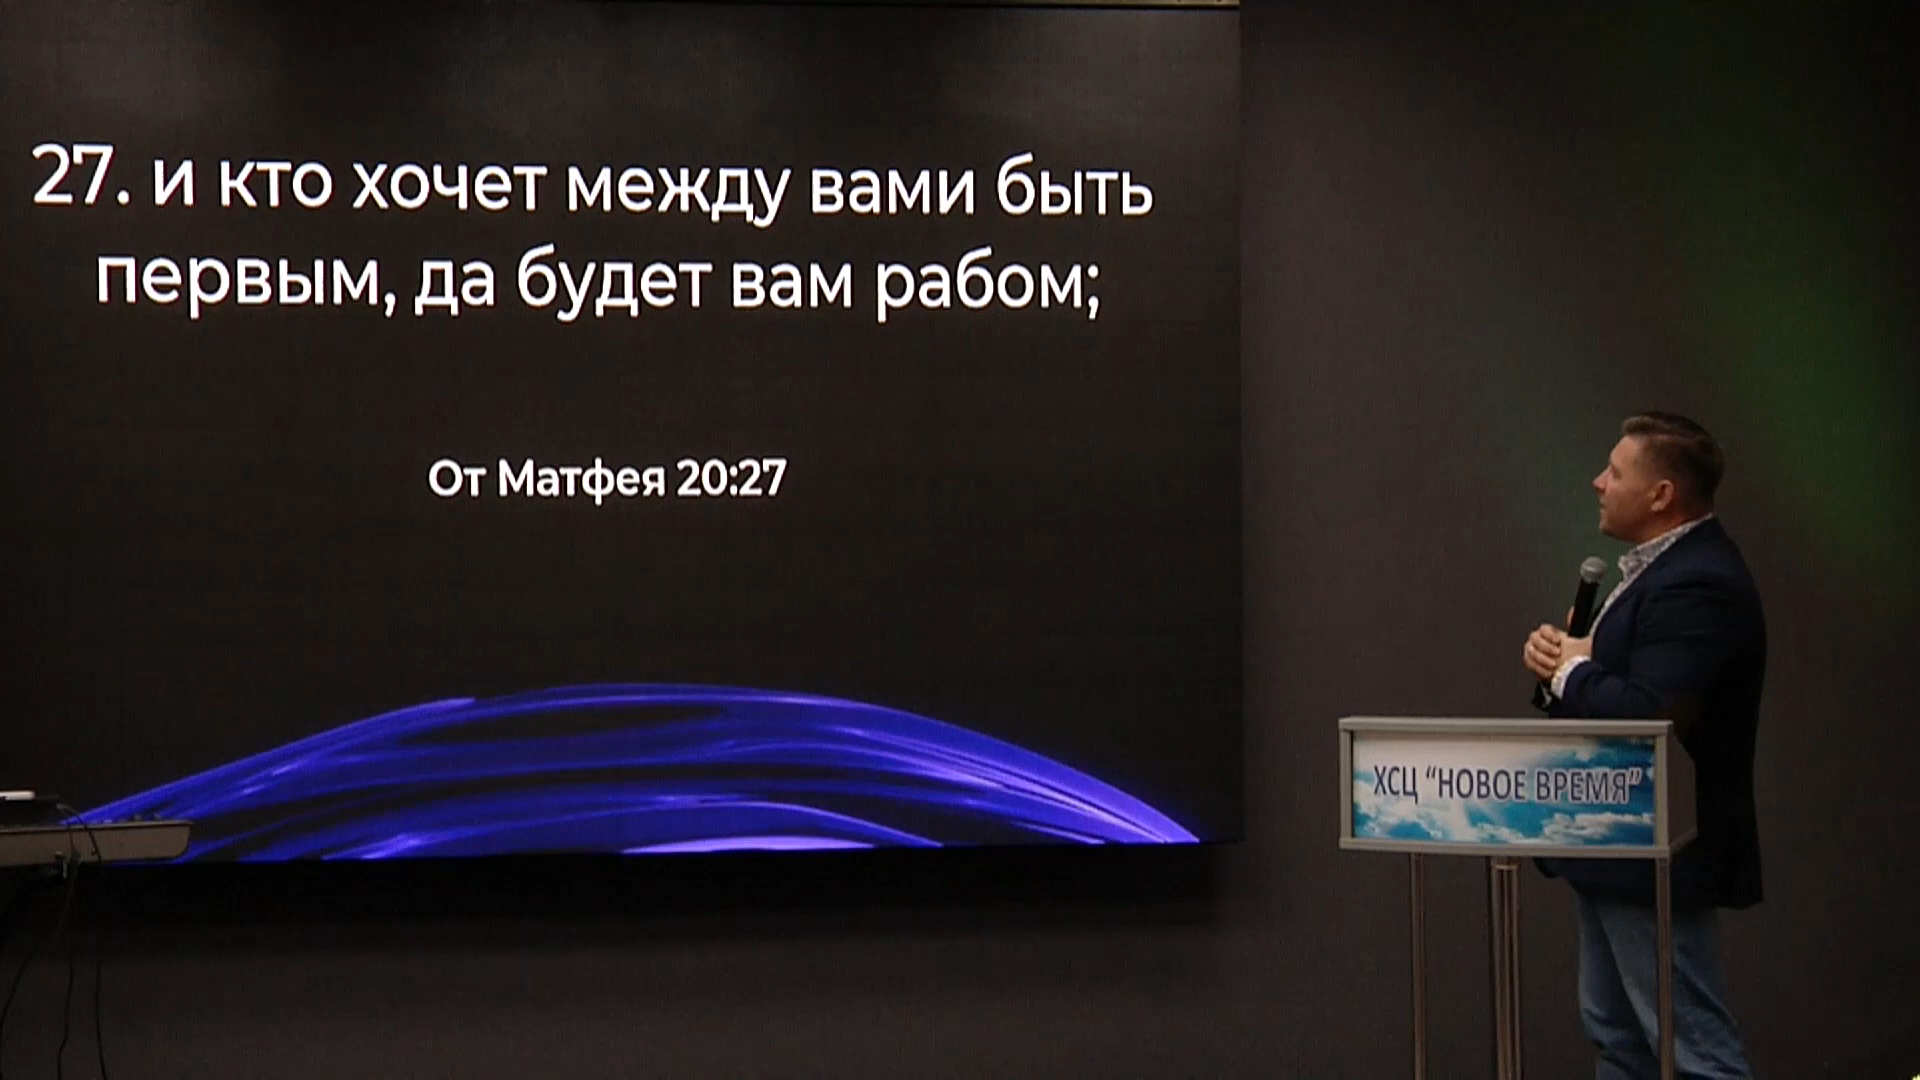 27. и кто хочет между вами быть
первым, да будет вам рабом;
От Матфея 20:27
ХСЦ “НОВОЕ ВРЕМЯ”